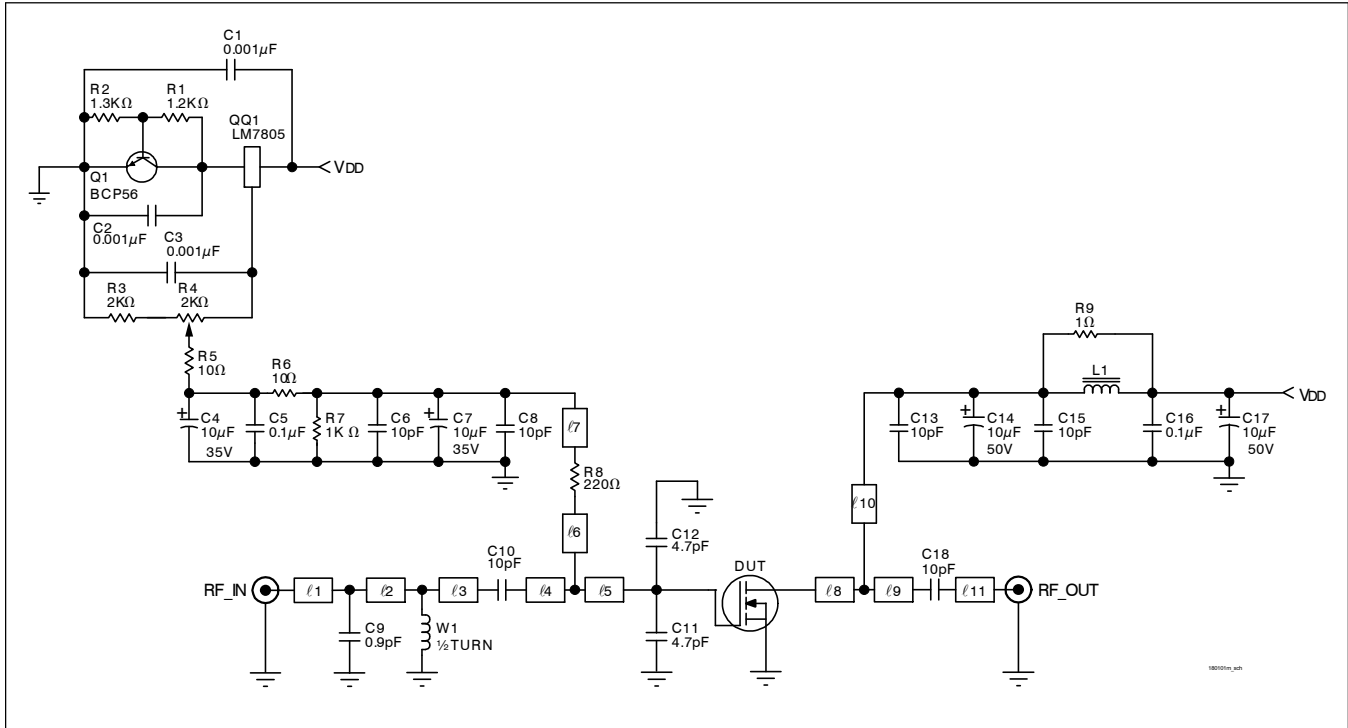 C1
0.001µF
R2
1.3KΩ
R1
1.2KΩ
QQ1
LM7805
VDD
Q1
BCP56
C2
0.001µF
C3
0.001µF
R3
2KΩ
R4
2KΩ
R5
10Ω
R6
10Ω
C4
10µF
35V
C5
0.1µF
R7
1K Ω
C6
10pF
C7
10µF
35V
C8
10pF
ℓ7
R8
220Ω
ℓ6
R9
1Ω
L1
VDD
C13
10pF
C14
10µF
50V
C15
10pF
C16
0.1µF
C17
10µF
50V
ℓ10
C12
4.7pF
DUT
C10
10pF
C18
10pF
RF_IN
ℓ1
ℓ2
ℓ3
ℓ4
ℓ5
ℓ8
ℓ9
ℓ11
RF_OUT
C9
0.9pF
W1
½TURN
C11
4.7pF
180101m_sch